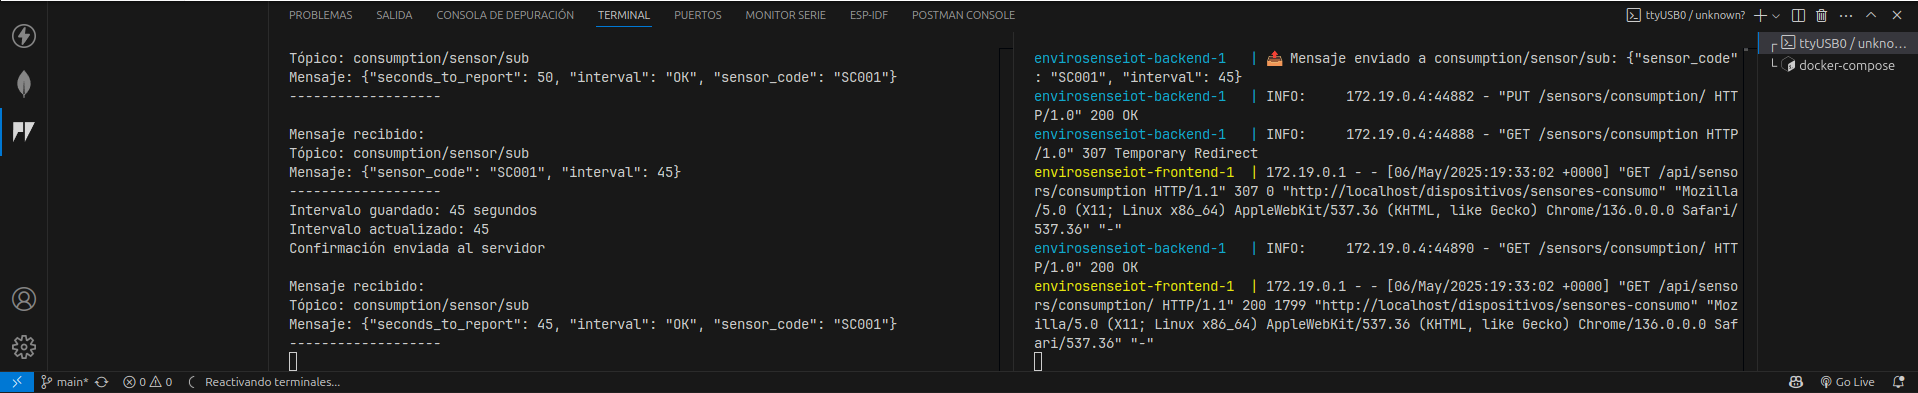 PROBLEMAS SALIDA CONSOLA DE DEPURACIÓN TERMINAL PUERTOS MONITOR SERIE ESP-IDF POSTMAN CONSOLE
ttyUSB0 / unknown?
Tópico: consumption/sensor/sub
Mensaje: {"seconds_to_report": 50, "interval": "OK", "sensor_code": "SC001"}
-------------------
Mensaje recibido:
Tópico: consumption/sensor/sub
Mensaje: {"sensor_code": "SC001", "interval": 45}
-------------------
Intervalo guardado: 45 segundos
Intervalo actualizado: 45
Confirmación enviada al servidor
Mensaje recibido:
Tópico: consumption/sensor/sub
Mensaje: {"seconds_to_report": 45, "interval": "OK", "sensor_code": "SC001"}
-------------------
envirosenseiot-backend-1 | 📤 Mensaje enviado a consumption/sensor/sub: {"sensor_code"
: "SC001", "interval": 45}
envirosenseiot-backend-1 | INFO: 172.19.0.4:44882 - "PUT /sensors/consumption/ HTT
P/1.0" 200 OK
envirosenseiot-backend-1 | INFO: 172.19.0.4:44888 - "GET /sensors/consumption HTTP
/1.0" 307 Temporary Redirect
envirosenseiot-frontend-1 | 172.19.0.1 - - [06/May/2025:19:33:02 +0000] "GET /api/senso
rs/consumption HTTP/1.1" 307 0 "http://localhost/dispositivos/sensores-consumo" "Mozilla
/5.0 (X11; Linux x86_64) AppleWebKit/537.36 (KHTML, like Gecko) Chrome/136.0.0.0 Safari/
537.36" "-"
envirosenseiot-backend-1 | INFO: 172.19.0.4:44890 - "GET /sensors/consumption/ HTT
P/1.0" 200 OK
envirosenseiot-frontend-1 | 172.19.0.1 - - [06/May/2025:19:33:02 +0000] "GET /api/senso
rs/consumption/ HTTP/1.1" 200 1799 "http://localhost/dispositivos/sensores-consumo" "Moz
illa/5.0 (X11; Linux x86_64) AppleWebKit/537.36 (KHTML, like Gecko) Chrome/136.0.0.0 Saf
ari/537.36" "-"
ttyUSB0 / unkno...
docker-compose
main* 0 0 Reactivando terminales... Go Live